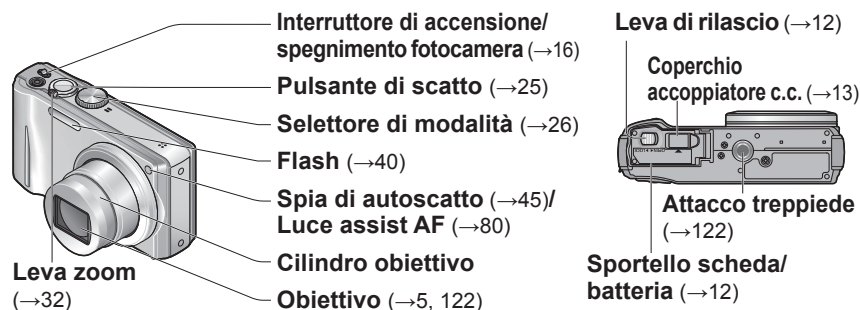 Interruttore di accensione/
spegnimento fotocamera (→16)
Pulsante di scatto (→25)
Selettore di modalità (→26)
Flash (→40)
Spia di autoscatto (→45)/
Luce assist AF (→80)
Cilindro obiettivo
Obiettivo (→5, 122)
Leva zoom
(→32)
Leva di rilascio (→12)
Coperchio
accoppiatore c.c. (→13)
Attacco treppiede
(→122)
Sportello scheda/
batteria (→12)